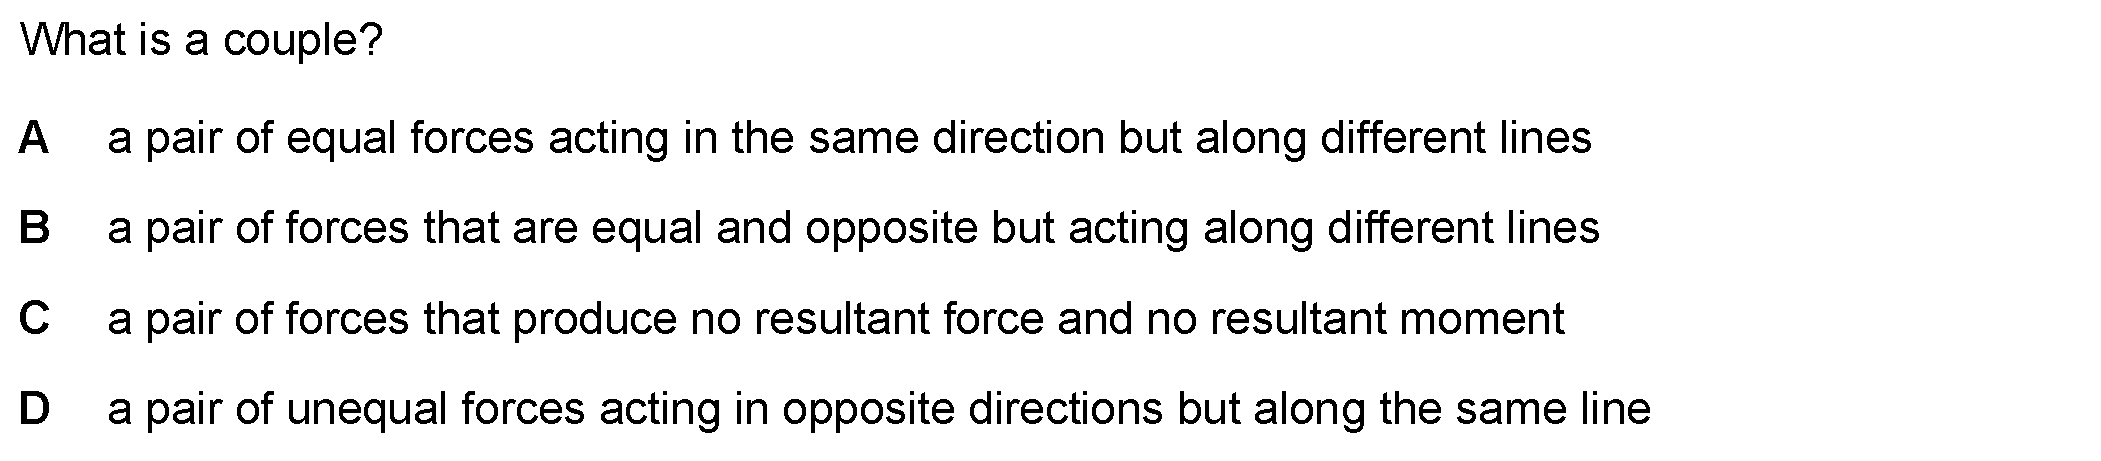 What is a couple?
A a pair of equal forces acting in the same direction but along different lines
B a pair of forces that are equal and opposite but acting along different lines
C a pair of forces that produce no resultant force and no resultant moment
D a pair of unequal forces acting in opposite directions but along the same line